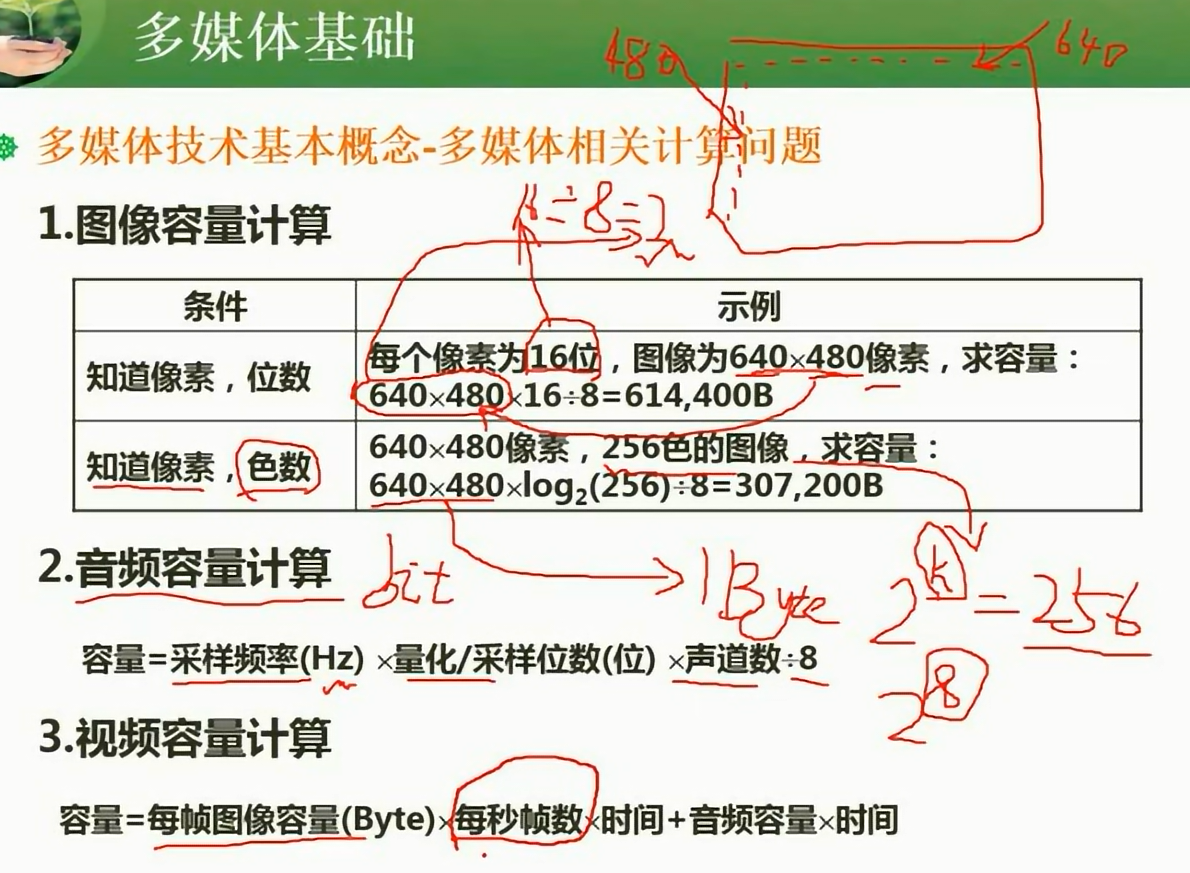 多媒体基础
480
640
多媒体技术基本概念-多媒体相关计算问题
1.图像容量计算
÷8=2
条件 示例
知道像素，位数 每个像素为16位，图像为640×480像素，求容量：
640×480×16÷8=614,400B
知道像素，色数 640×480像素，256色的图像，求容量：
640×480×log₂(256)÷8=307,200B
2.音频容量计算
bit
1Byte
2^k=256
容量=采样频率(Hz) ×量化/采样位数(位) ×声道数÷8
2^8
3.视频容量计算
容量=每帧图像容量(Byte)×每秒帧数×时间+音频容量×时间